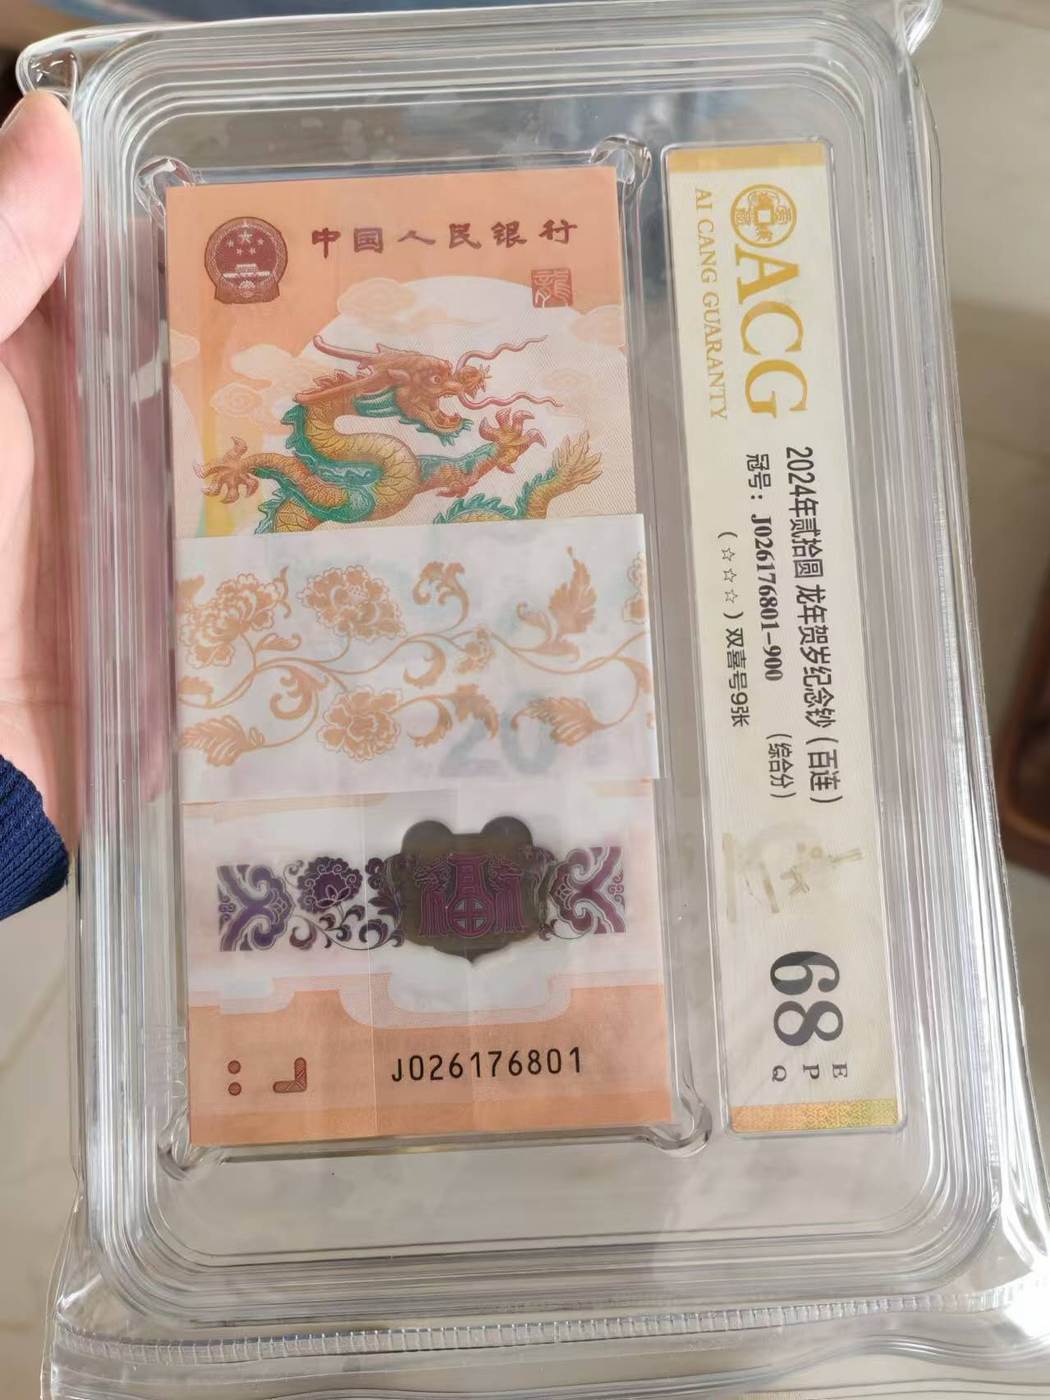 中国人民银行
龍
20
J026176801
ACG
AI CANG GUARANTY
2024年贰拾圆 龙年贺岁纪念钞（百连）
冠号：J026176801-900 （综合分）
（☆☆☆）双喜号9张
68
E
P
Q